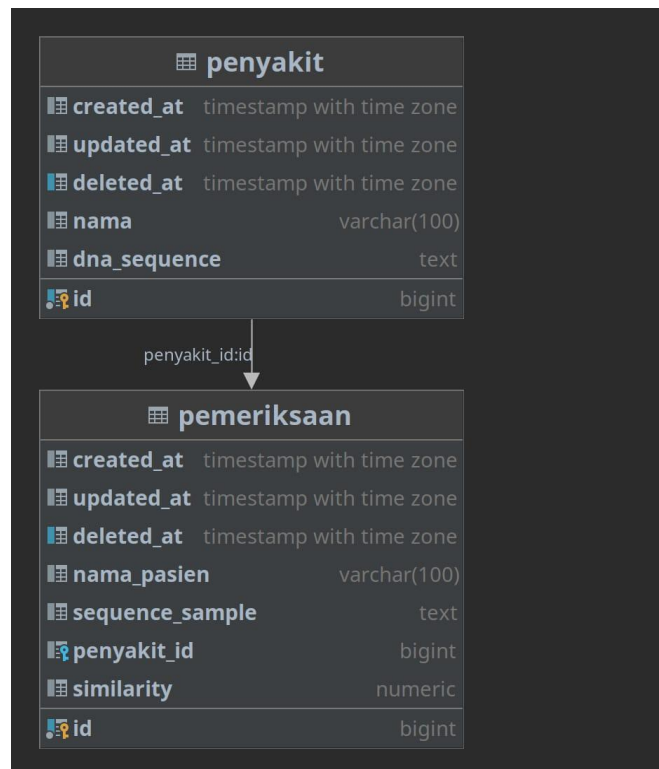 penyakit
created_at timestamp with time zone
updated_at timestamp with time zone
deleted_at timestamp with time zone
nama varchar(100)
dna_sequence text
id bigint
penyakit_id:id
pemeriksaan
created_at timestamp with time zone
updated_at timestamp with time zone
deleted_at timestamp with time zone
nama_pasien varchar(100)
sequence_sample text
penyakit_id bigint
similarity numeric
id bigint